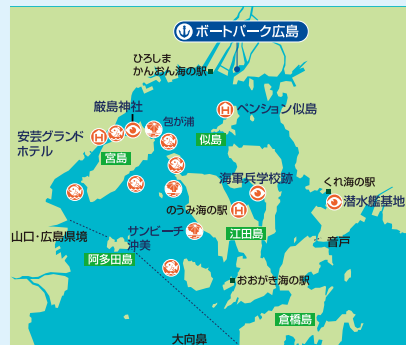 ボートパーク広島
ひろしま
かんおん海の駅
厳島神社
包が浦
ペンション似島
安芸グランド
ホテル
似島
宮島
海軍兵学校跡
くれ海の駅
潜水艦基地
のうみ海の駅
サンビーチ
沖美
江田島
山口・広島県境
音戸
阿多田島
おおがき海の駅
倉橋島
大向鼻